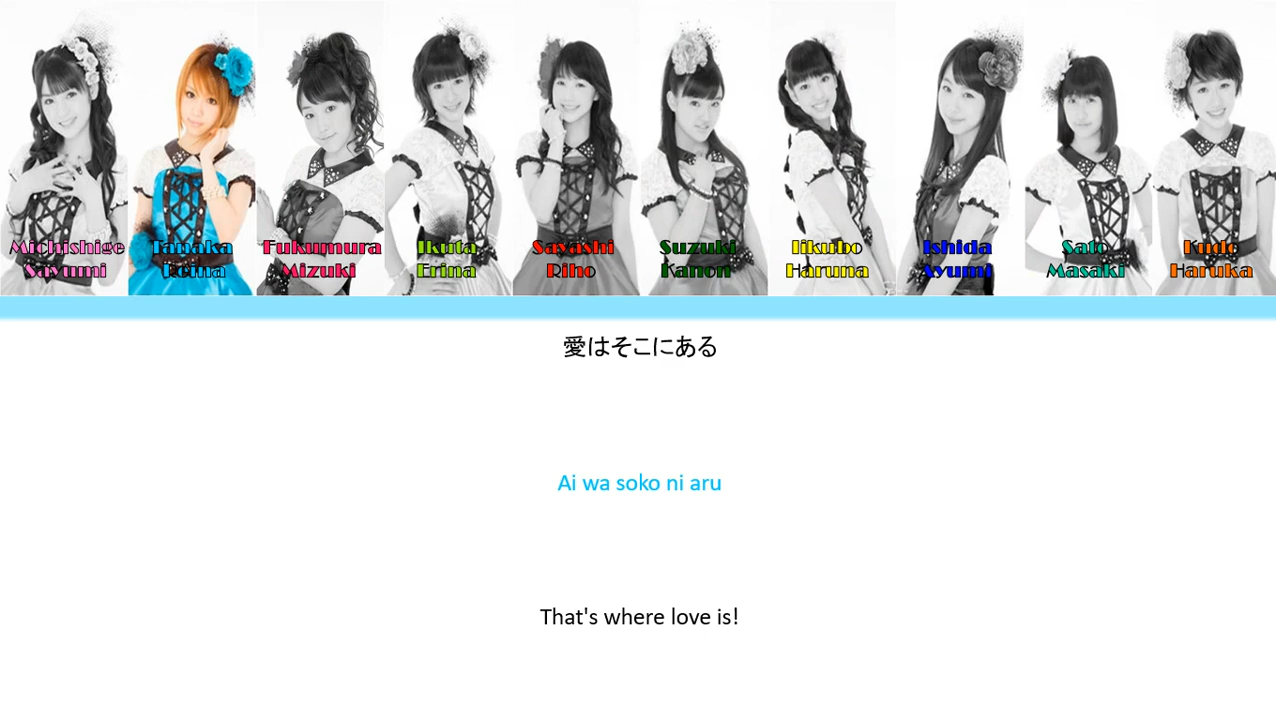 Michishige
Sayumi
Tanaka
Reina
Fukumura
Mizuki
Ikuta
Erina
Sayashi
Riho
Suzuki
Kanon
Iikubo
Haruna
Ishida
Ayumi
Sato
Masaki
Kudo
Haruka
愛はそこにある
Ai wa soko ni aru
That's where love is!